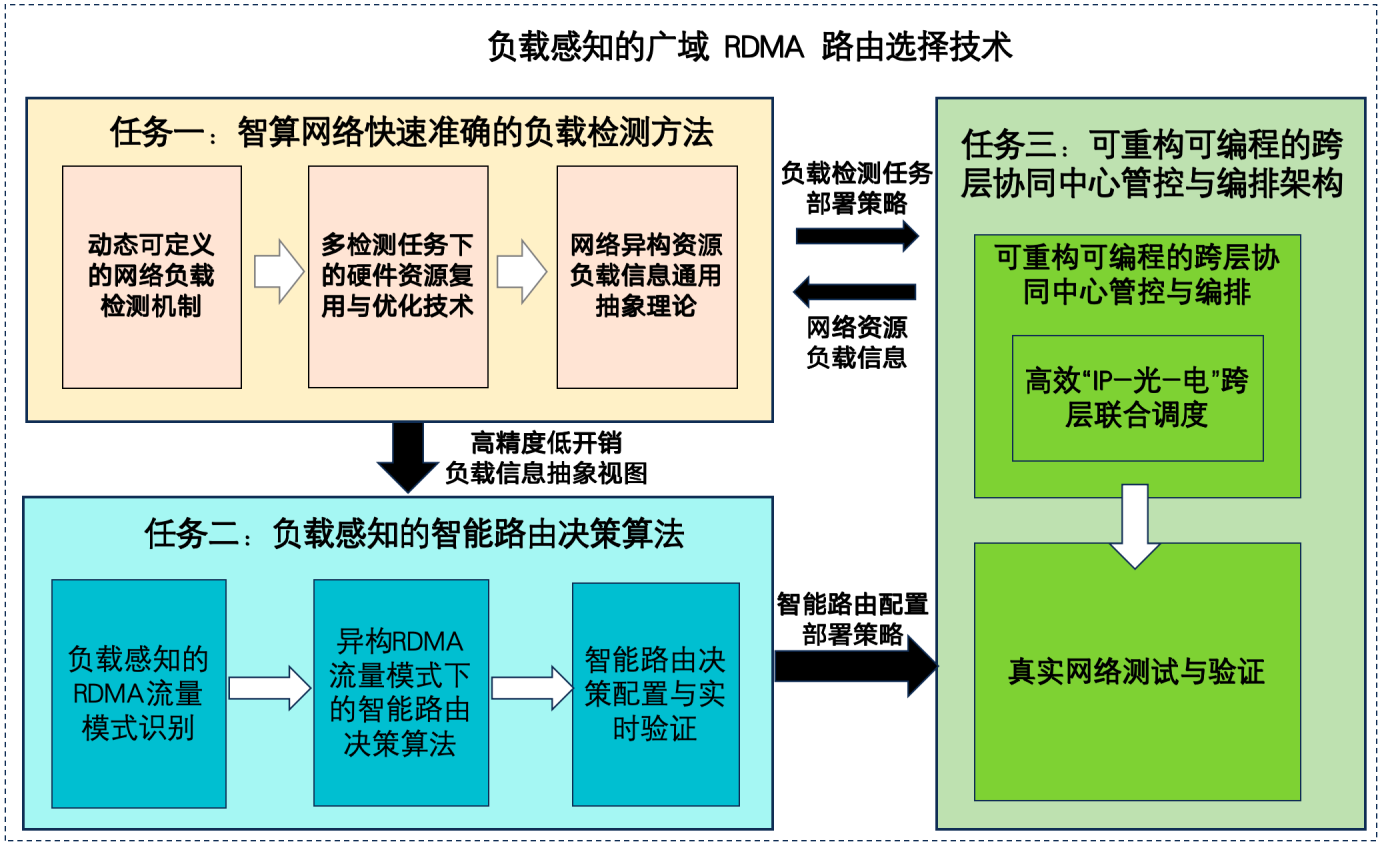 负载感知的广域 RDMA 路由选择技术
任务一：智算网络快速准确的负载检测方法
动态可定义
的网络负载
检测机制
多检测任务下
的硬件资源复
用与优化技术
网络异构资源
负载信息通用
抽象理论
负载检测任务
部署策略
网络资源
负载信息
任务三：可重构可编程的跨
层协同中心管控与编排架构
可重构可编程的跨层协
同中心管控与编排
高效“IP－光－电”跨
层联合调度
高精度低开销
负载信息抽象视图
任务二：负载感知的智能路由决策算法
负载感知的
RDMA流量
模式识别
异构RDMA
流量模式下
的智能路由
决策算法
智能路由决
策配置与实
时验证
智能路由配置
部署策略
真实网络测试与验证